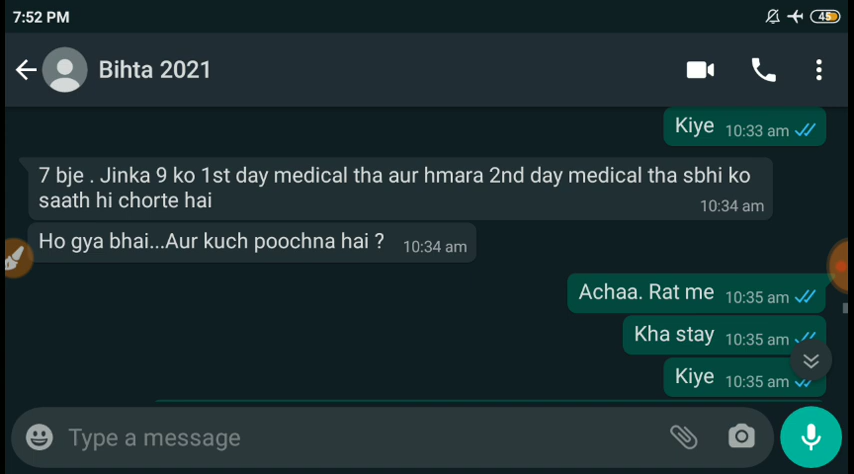 7:52 PM 45
Bihta 2021
Kiye 10:33 am
7 bje . Jinka 9 ko 1st day medical tha aur hmara 2nd day medical tha sbhi ko
saath hi chorte hai 10:34 am
Ho gya bhai...Aur kuch poochna hai ? 10:34 am
Achaa. Rat me 10:35 am
Kha stay 10:35 am
Kiye 10:35 am
Type a message